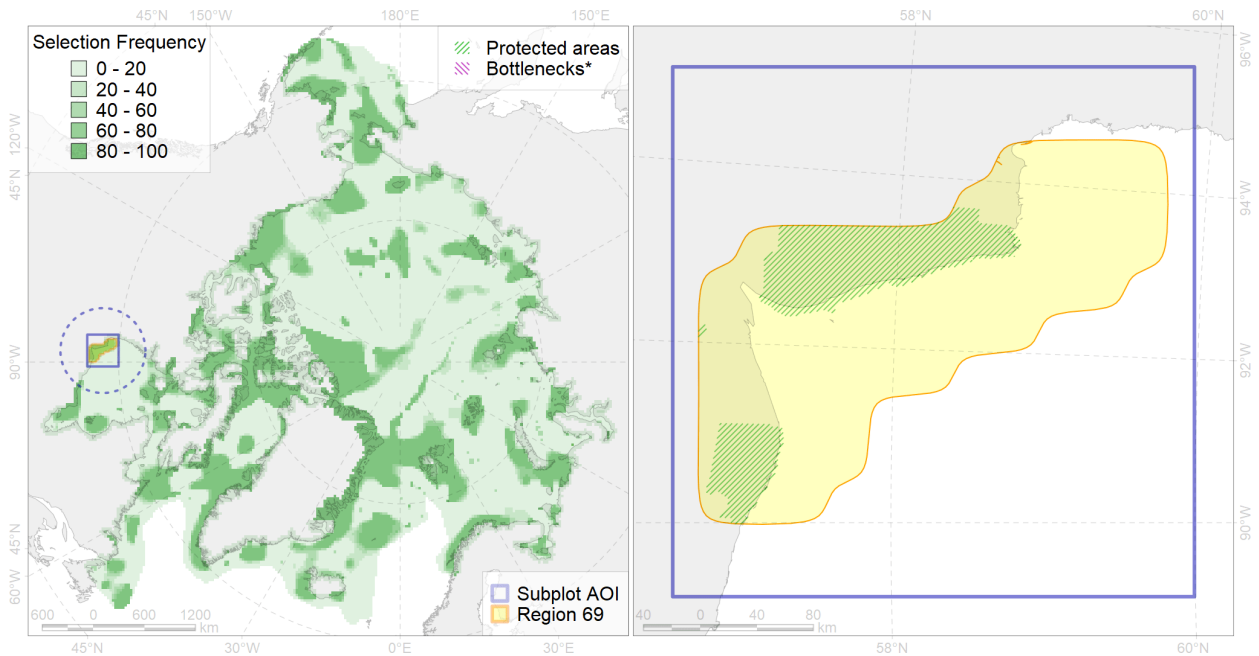 45°N 150°W 180°E 150°E 58°N 60°N
Selection Frequency
0 - 20
20 - 40
40 - 60
60 - 80
80 - 100
Protected areas
Bottlenecks*
120°W
45°N
90°W
45°N
60°W
96°W
94°W
92°W
90°W
Subplot AOI
Region 69
600 0 600 1200
km
40 0 40 80
km
45°N 30°W 0°E 30°E 58°N 60°N